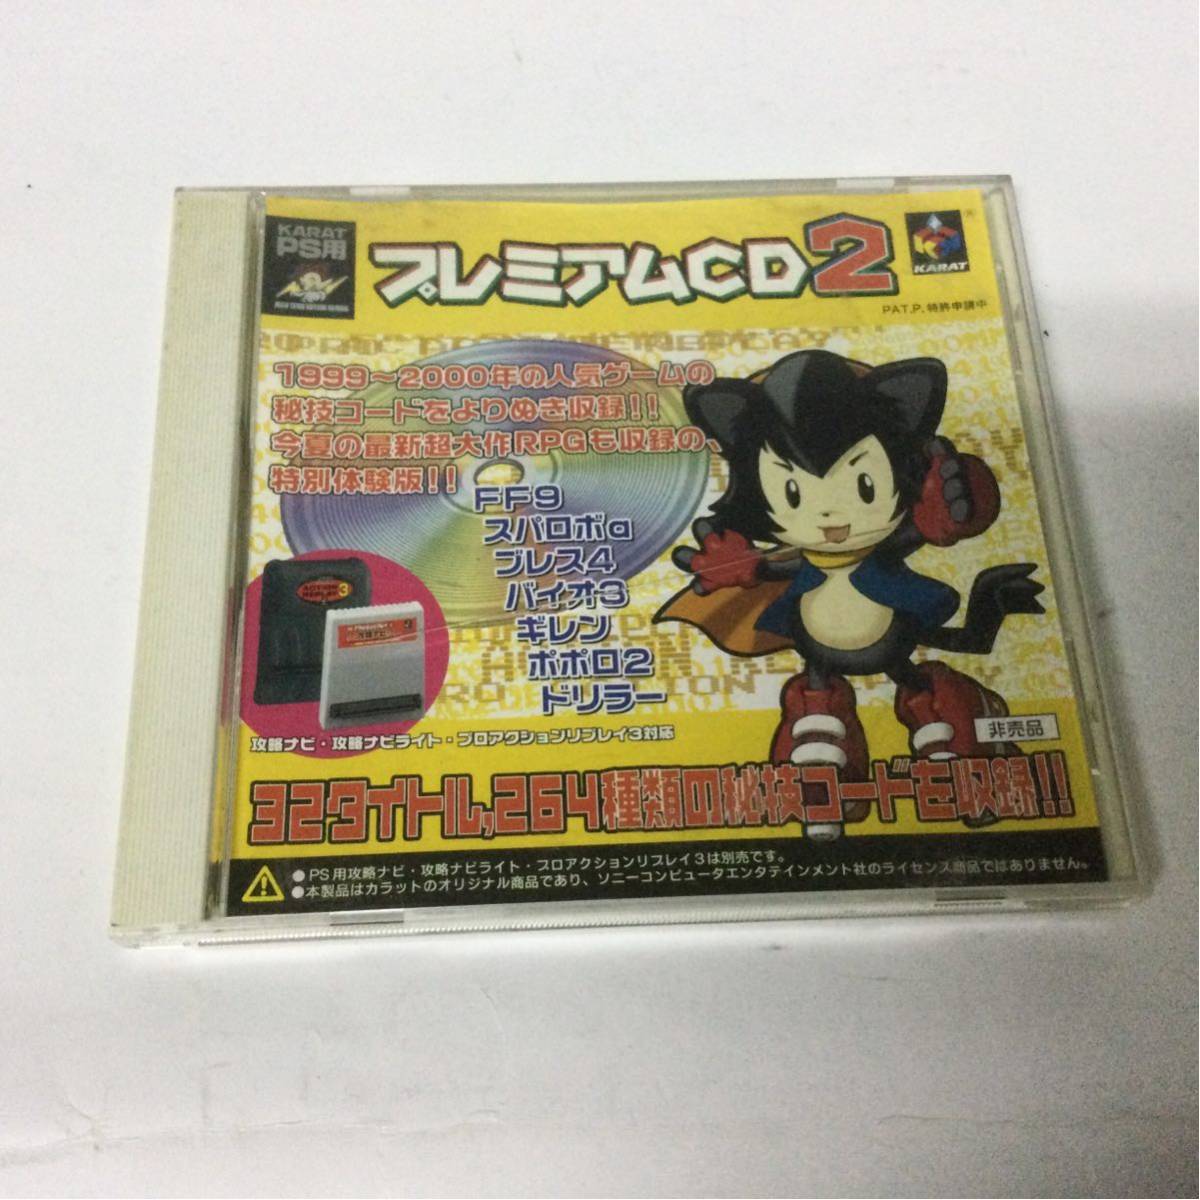 KARAT
PS用
プレミアムCD2
KARAT
PAT.P. 特許申請中
1999～2000年の人気ゲームの
秘技コードをよりぬき収録!!
今夏の最新超大作RPGも収録の、
特別体験版!!
FF9
スパロボα
ブレス4
バイオ3
ギレン
ポポロ2
ドリラー
ACTION
REPLAY 3
攻略ナビ・攻略ナビライト・プロアクションリプレイ3対応
非売品
32タイトル,264種類の秘技コードを収録!!
●PS用攻略ナビ・攻略ナビライト・プロアクションリプレイ3は別売です。
●本製品はカラットのオリジナル商品であり、ソニーコンピュータエンタテインメント社のライセンス商品ではありません。